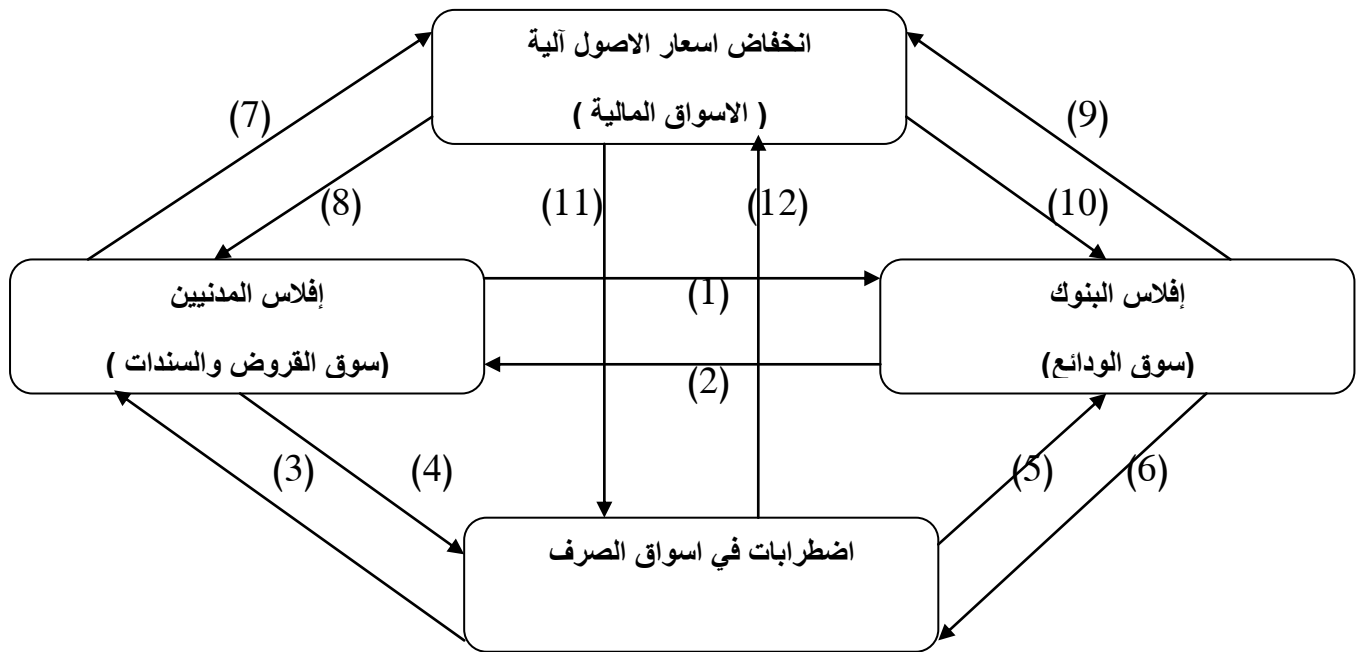 انخفاض اسعار الاصول آلية
( الاسواق المالية )
(7)
(9)
(8)
(11)
(12)
(10)
إفلاس المدنيين
(سوق القروض والسندات )
(1)
(2)
إفلاس البنوك
(سوق الودائع)
(3)
(4)
(5)
(6)
اضطرابات في اسواق الصرف